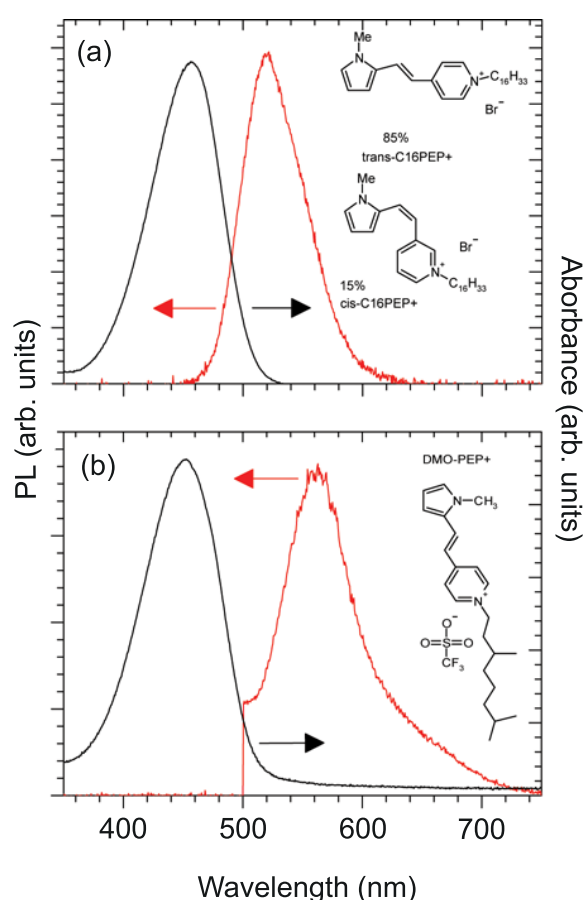 (a)
Me
N
N
+
C16H33
Br−
85%
trans-C16PEP+
Me
N
Br−
N
+
C16H33
15%
cis-C16PEP+
PL (arb. units)
Aborbance (arb. units)
(b)
DMO-PEP+
N
CH3
N
+
O−
O=S=O
CF3
400
500
600
700
Wavelength (nm)